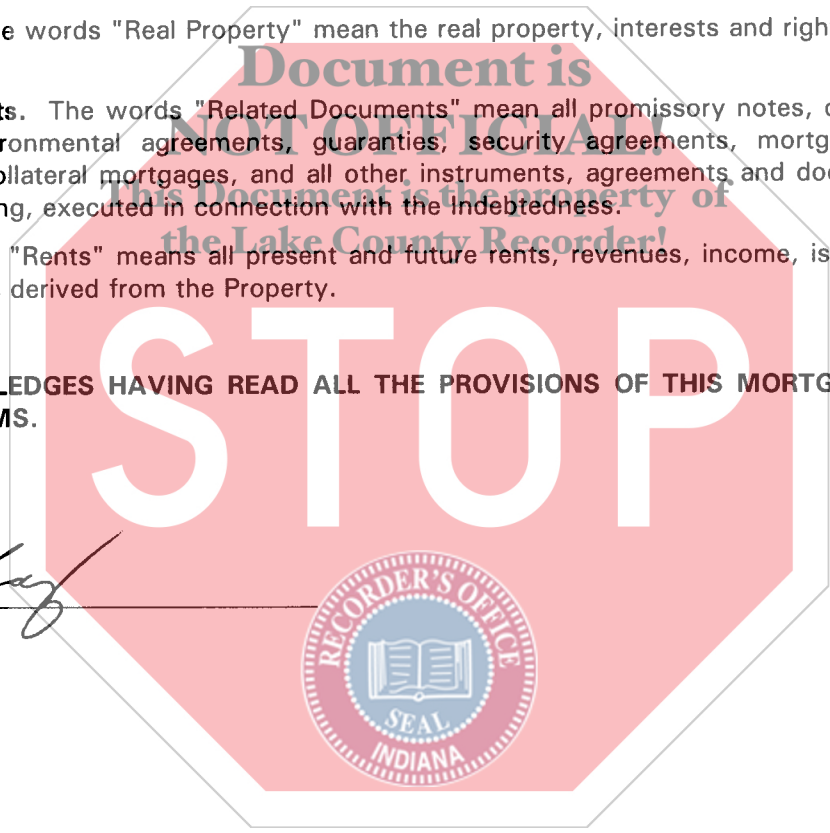 e words "Real Property" mean the real property, interests and righ
Document is
ts. The words "Related Documents" mean all promissory notes,
NOT OFFICIAL!
ronmental agreements, guaranties, security agreements, mortg
ollateral mortgages, and all other instruments, agreements and doc
This Document is the property of
ng, executed in connection with the Indebtedness.
the Lake County Recorder!
"Rents" means all present and future rents, revenues, income, is
derived from the Property.
STOP
LEDGES HAVING READ ALL THE PROVISIONS OF THIS MORTG
MS.
RECORDER'S OFFICE
SEAL
INDIANA